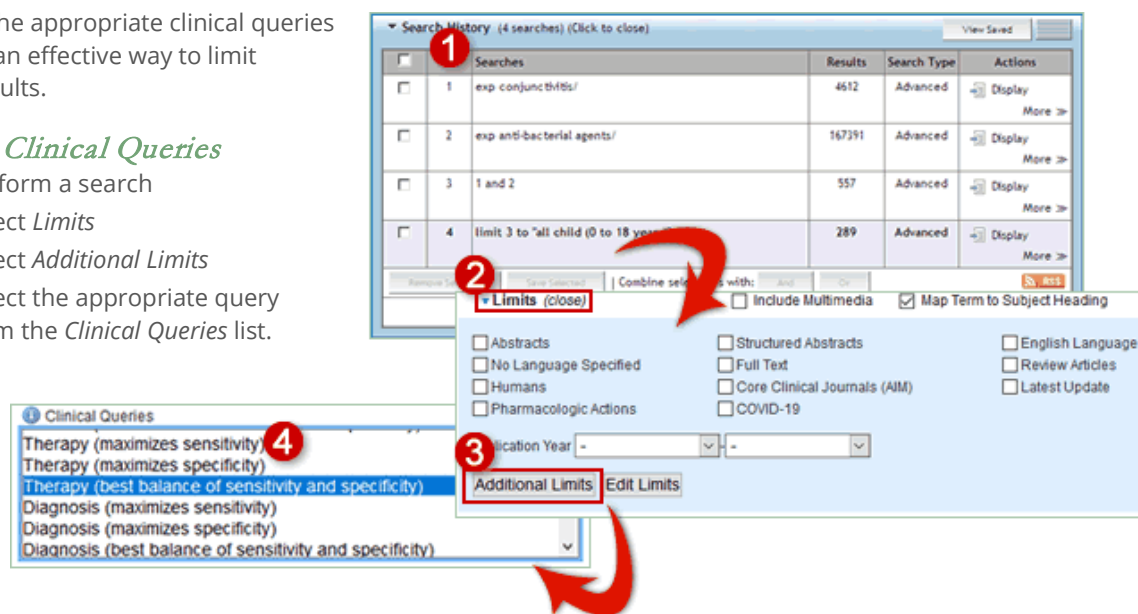 he appropriate clinical queries
an effective way to limit
ults.
Clinical Queries
form a search
ect Limits
ect Additional Limits
ect the appropriate query
m the Clinical Queries list.
Search History (4 searches) (Click to close)
View Saved
1
Searches Results Search Type Actions
1 exp conjunctivitis/ 4612 Advanced Display
More ≫
2 exp anti-bacterial agents/ 167391 Advanced Display
More ≫
3 1 and 2 557 Advanced Display
More ≫
4 limit 3 to "all child (0 to 18 289 Advanced Display
More ≫
Save Selected | Combine with: And Or RSS
2
Limits (close) Include Multimedia Map Term to Subject Heading
Abstracts Structured Abstracts English Language
No Language Specified Full Text Review Articles
Humans Core Clinical Journals (AIM) Latest Update
Pharmacologic Actions COVID-19
3
lication Year - - -
Additional Limits Edit Limits
Clinical Queries
4
Therapy (maximizes sensitivity)
Therapy (maximizes specificity)
Therapy (best balance of sensitivity and specificity)
Diagnosis (maximizes sensitivity)
Diagnosis (maximizes specificity)
Diagnosis (best balance of sensitivity and specificity)